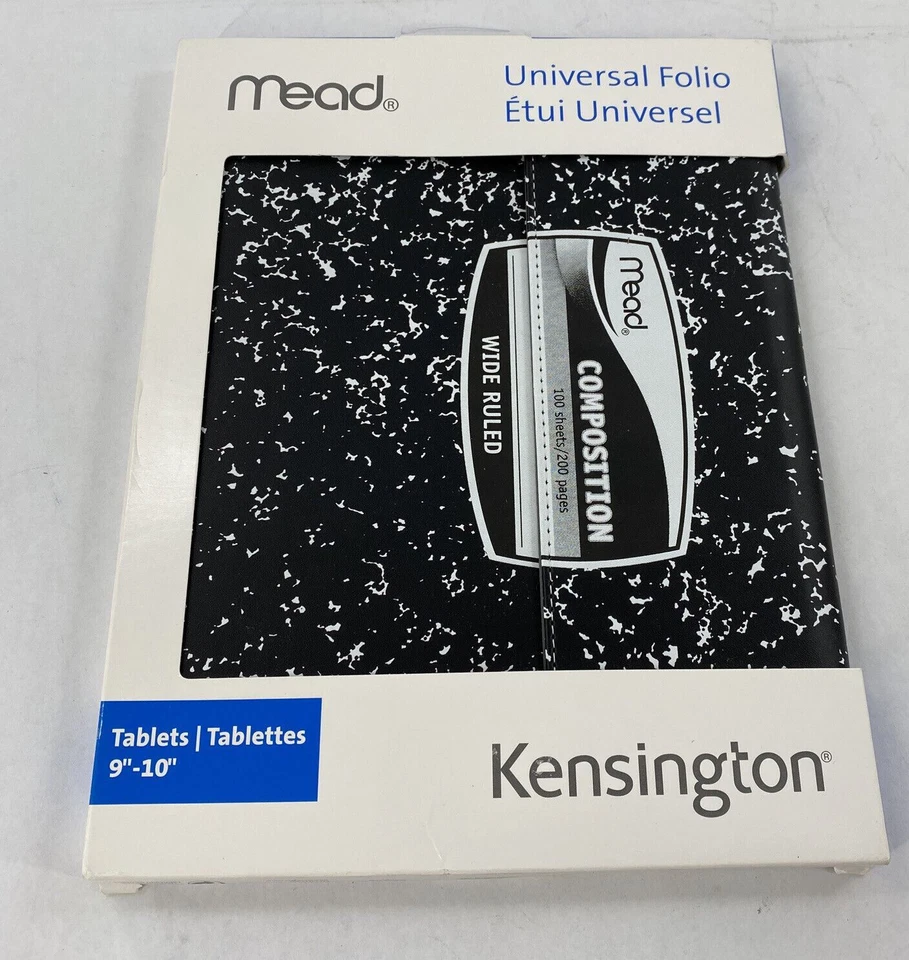 Mead®
Universal Folio
Étui Universel
Mead®
COMPOSITION
100 sheets/200 pages
WIDE RULED
Tablets | Tablettes
9"-10"
Kensington®